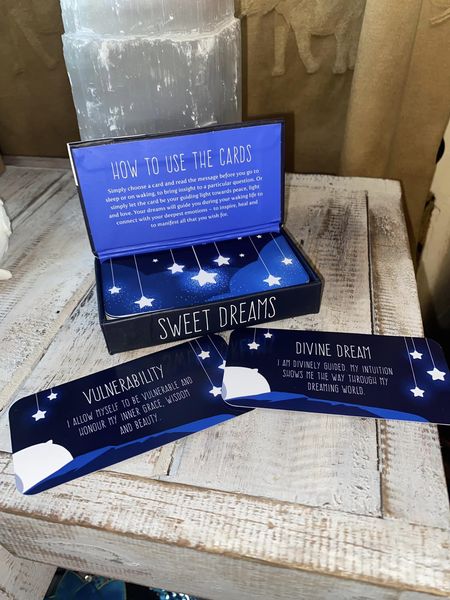 HOW TO USE THE CARDS
Simply choose a card and read the message before you go to
sleep or on waking, to bring insight to a particular question. Or
simply let the card be your guiding light towards peace, light
and love. Your dreams will guide you during your waking life to
connect with your deepest emotions – to inspire, heal and
to manifest all that you wish for.
SWEET DREAMS
DIVINE DREAM
I AM DIVINELY GUIDED. MY INTUITION
SHOWS ME THE WAY THROUGH MY
DREAMING WORLD.
VULNERABILITY
I ALLOW MYSELF TO BE VULNERABLE AND
HONOUR MY INNER GRACE, WISDOM
AND BEAUTY.